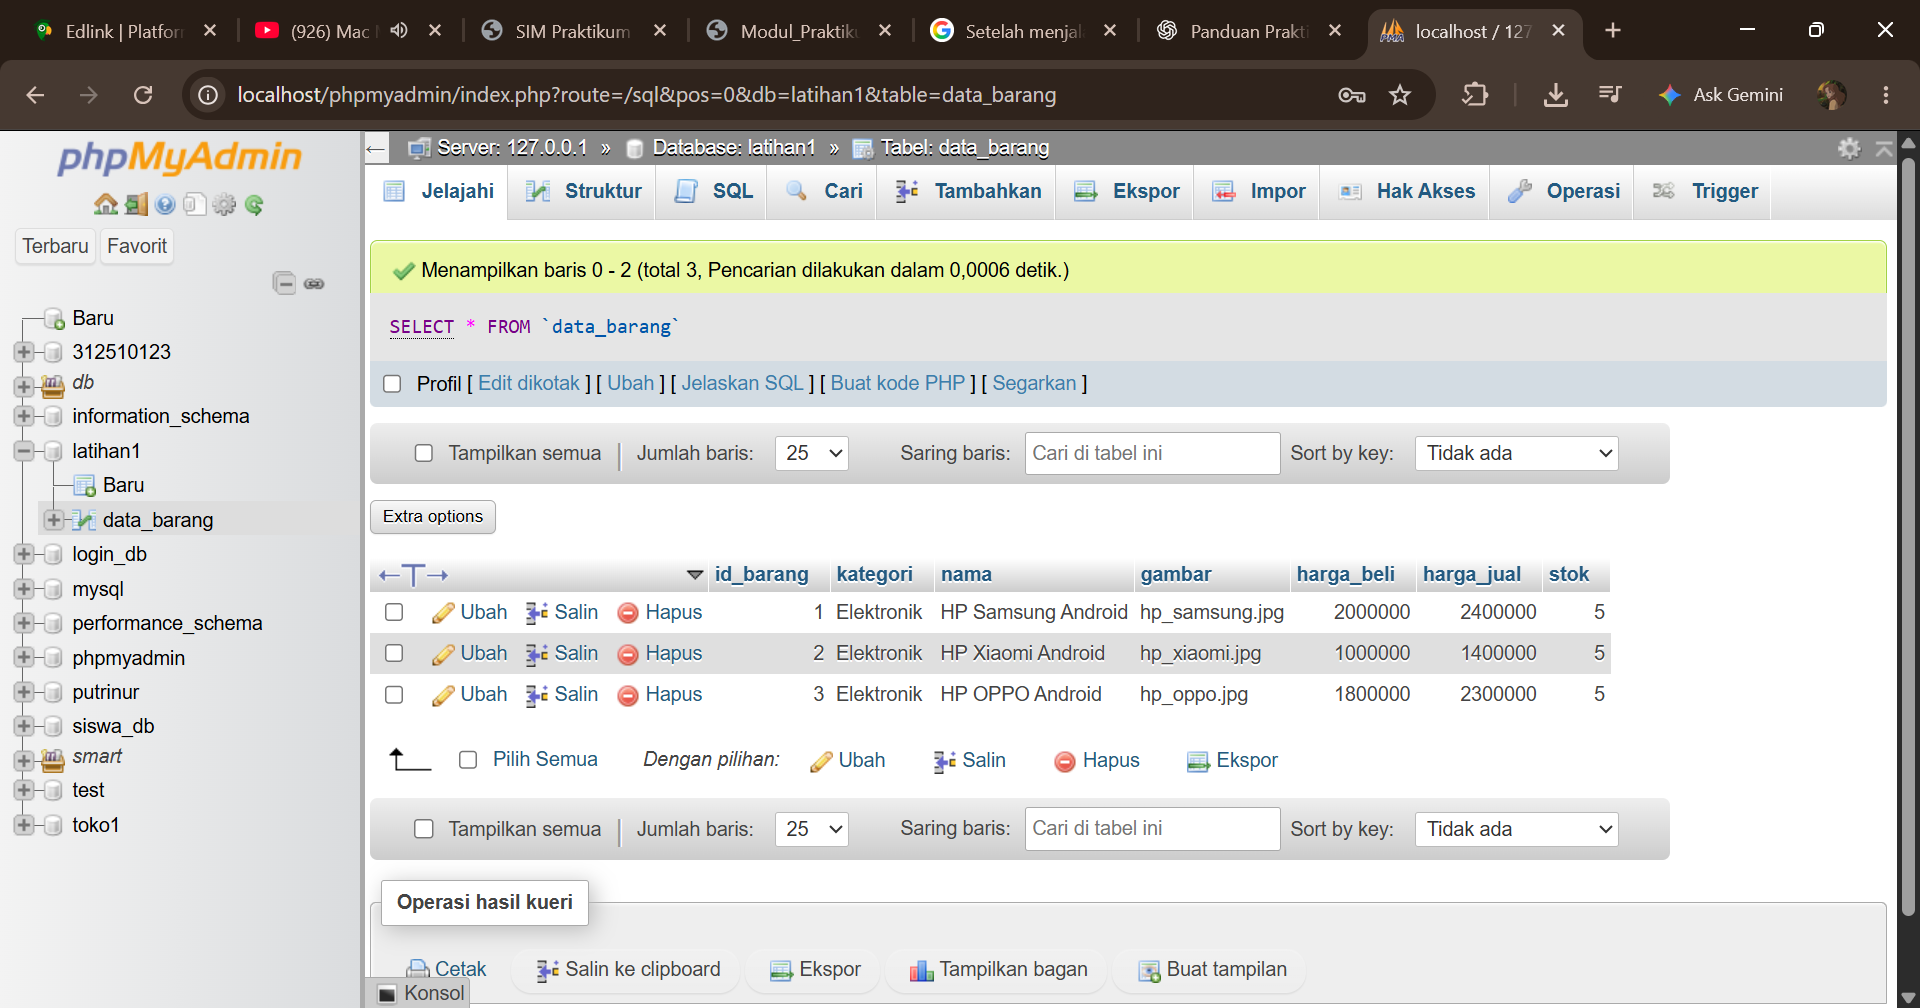 Edlink | Platfor
(926) Mac
SIM Praktikum
Modul_Praktik
Setelah menjal
Panduan Prakti
localhost / 127
localhost/phpmyadmin/index.php?route=/sql&pos=0&db=latihan1&table=data_barang
Ask Gemini
phpMyAdmin
Terbaru
Favorit
Baru
312510123
db
information_schema
latihan1
Baru
data_barang
login_db
mysql
performance_schema
phpmyadmin
putrinur
siswa_db
smart
test
toko1
Server: 127.0.0.1 » Database: latihan1 » Tabel: data_barang
Jelajahi Struktur SQL Cari Tambahkan Ekspor Impor Hak Akses Operasi Trigger
Menampilkan baris 0 - 2 (total 3, Pencarian dilakukan dalam 0,0006 detik.)
SELECT * FROM `data_barang`
Profil [ Edit dikotak ] [ Ubah ] [ Jelaskan SQL ] [ Buat kode PHP ] [ Segarkan ]
Tampilkan semua | Jumlah baris: 25 Saring baris: Cari di tabel ini Sort by key: Tidak ada
Extra options
←T→ id_barang kategori nama gambar harga_beli harga_jual stok
Ubah Salin Hapus 1 Elektronik HP Samsung Android hp_samsung.jpg 2000000 2400000 5
Ubah Salin Hapus 2 Elektronik HP Xiaomi Android hp_xiaomi.jpg 1000000 1400000 5
Ubah Salin Hapus 3 Elektronik HP OPPO Android hp_oppo.jpg 1800000 2300000 5
Pilih Semua Dengan pilihan: Ubah Salin Hapus Ekspor
Tampilkan semua | Jumlah baris: 25 Saring baris: Cari di tabel ini Sort by key: Tidak ada
Operasi hasil kueri
Cetak Salin ke clipboard Ekspor Tampilkan bagan Buat tampilan
Konsol